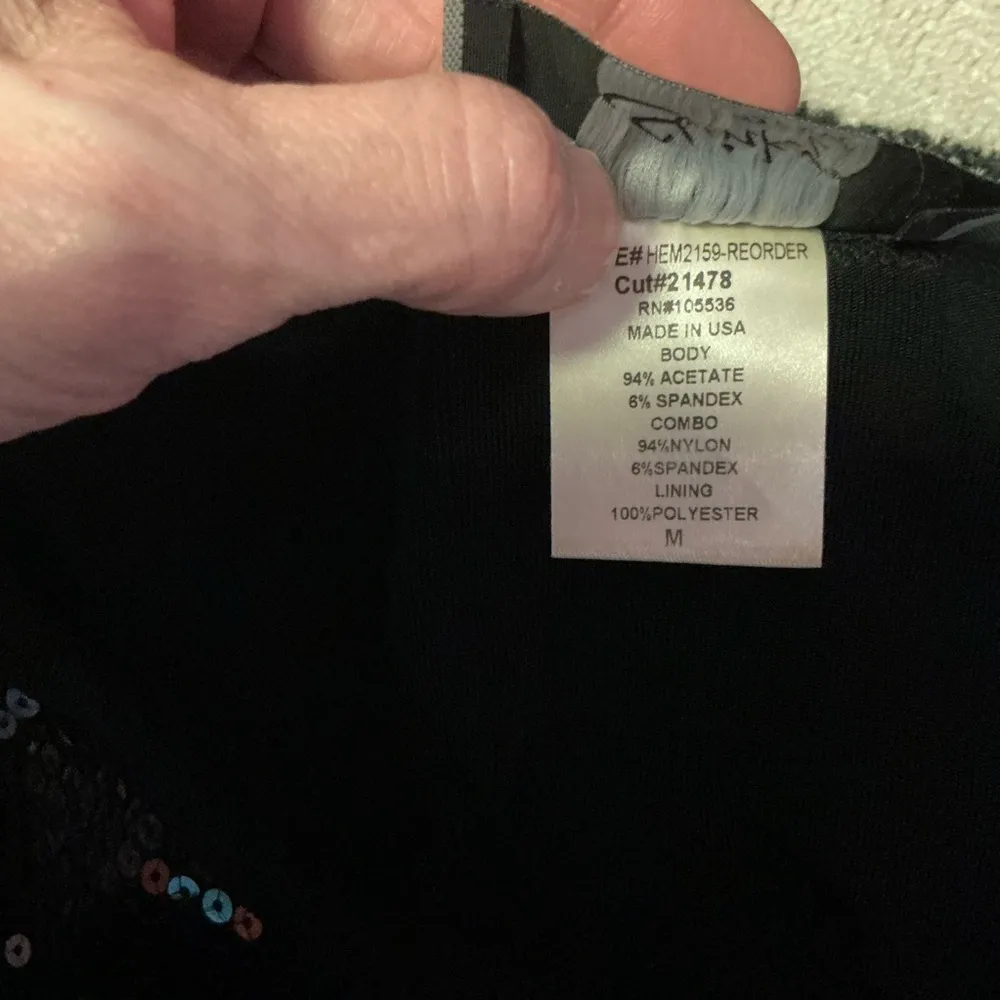 E# HEM2159-REORDER
Cut#21478
RN#105536
MADE IN USA
BODY
94% ACETATE
6% SPANDEX
COMBO
94%NYLON
6%SPANDEX
LINING
100%POLYESTER
M